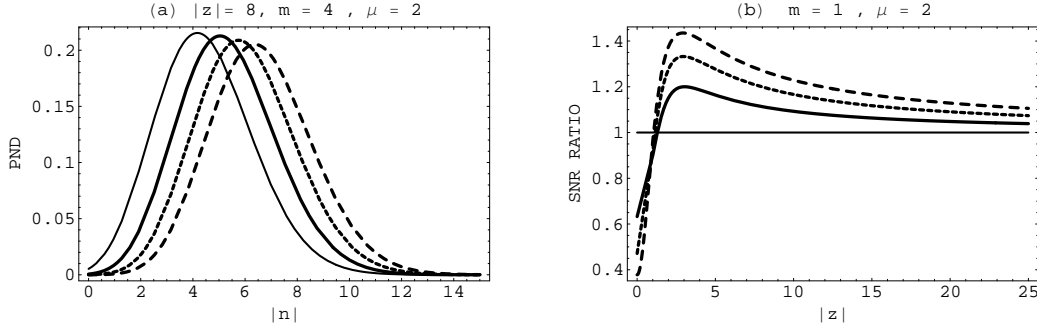 (a) |z|= 8, m = 4 , μ = 2
0.2
0.15
0.1
0.05
0
PND
0 2 4 6 8 10 12 14
|n|
(b) m = 1 , μ = 2
1.4
1.2
1
0.8
0.6
0.4
SNR RATIO
0 5 10 15 20 25
|z|